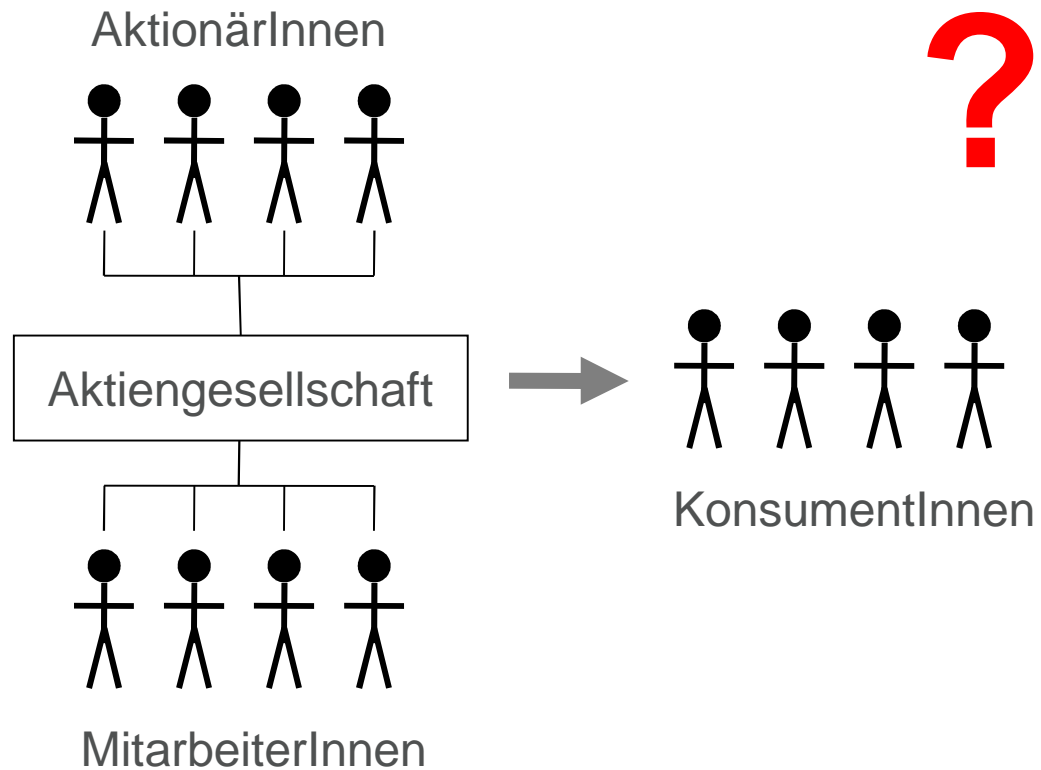 AktionärInnen
?
Aktiengesellschaft
KonsumentInnen
MitarbeiterInnen